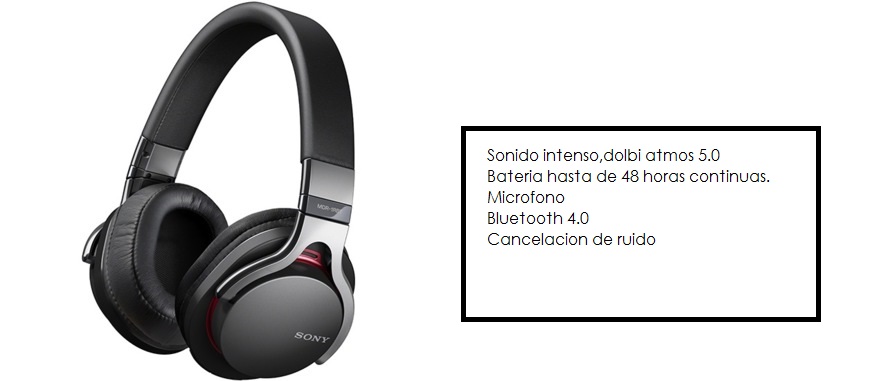 SONY
Sonido intenso,dolbi atmos 5.0
Bateria hasta de 48 horas continuas.
Microfono
Bluetooth 4.0
Cancelacion de ruido